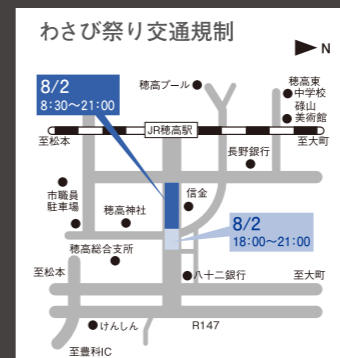 わさび祭り交通規制
N
8/2
8:30～21:00
穂高プール
穂高東
中学校
碌山
美術館
JR穂高駅
至松本
至大町
長野銀行
市職員
駐車場
信金
穂高神社
8/2
18:00～21:00
穂高総合支所
至松本
八十二銀行
至大町
けんしん
R147
至豊科IC